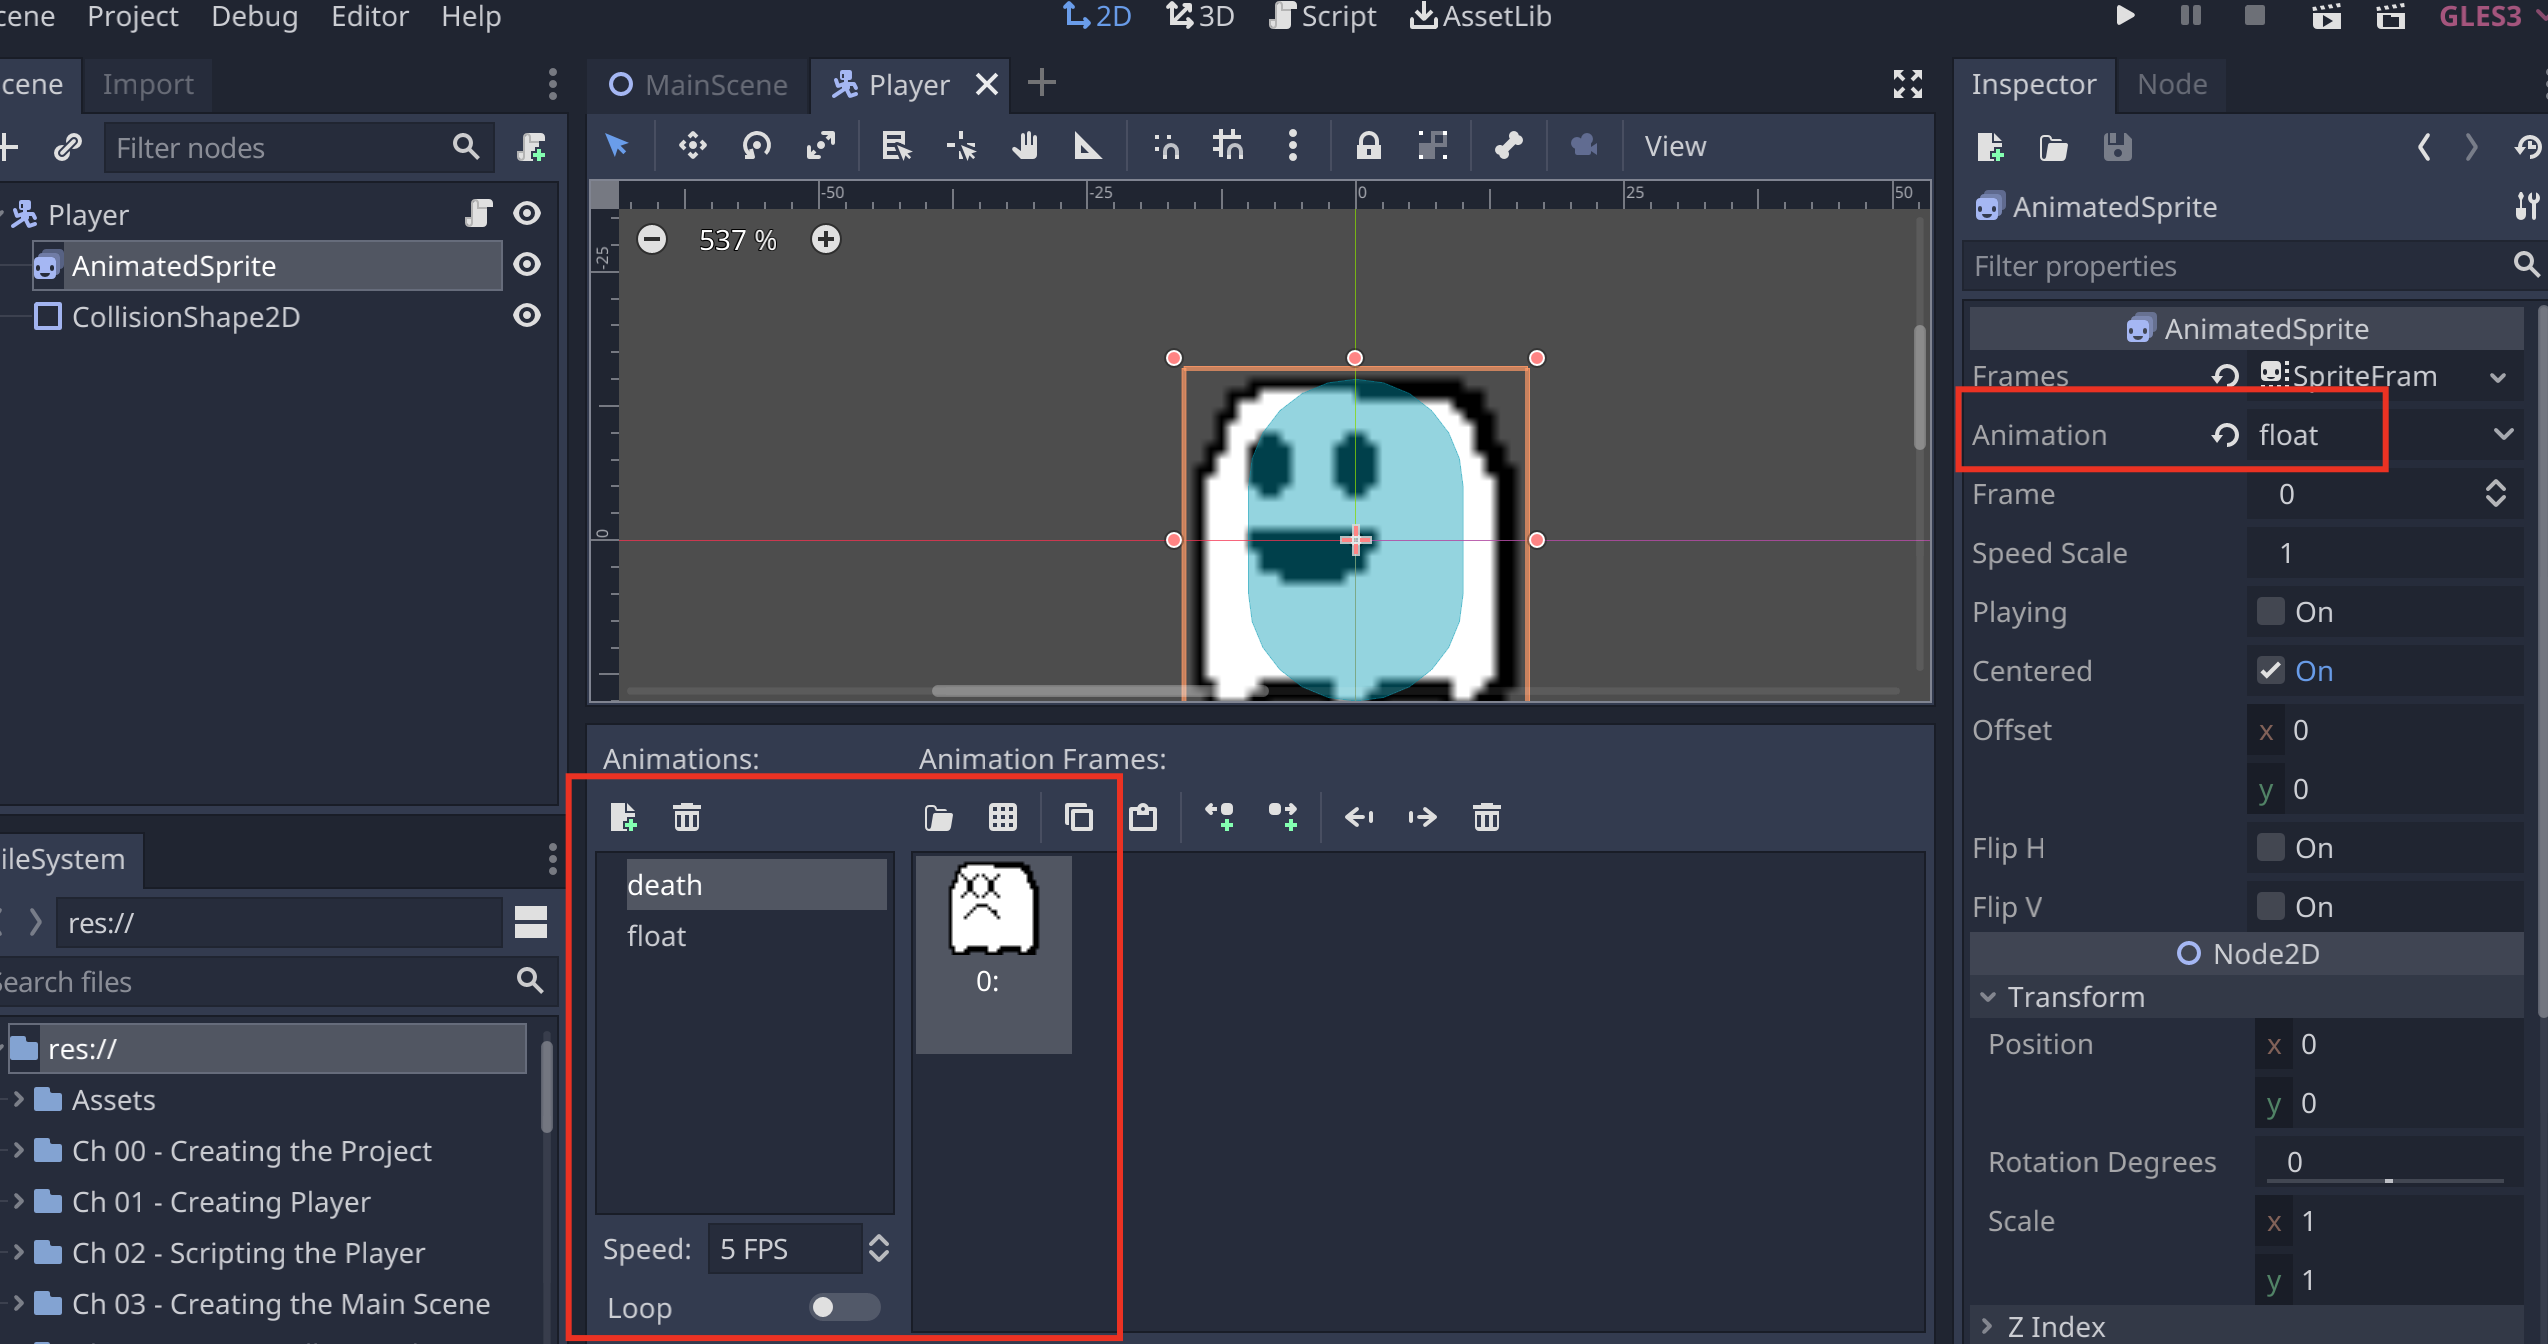 cene Project Debug Editor Help
2D 3D Script AssetLib
GLES3
cene Import
MainScene Player
Inspector Node
Filter nodes
View
-50 -25 0 25 50
-25
0
537 %
Player
AnimatedSprite
CollisionShape2D
AnimatedSprite
Filter properties
AnimatedSprite
Frames SpriteFram
Animation float
Frame 0
Speed Scale 1
Playing On
Centered On
Offset x 0
y 0
Flip H On
Flip V On
Node2D
Transform
Position x 0
y 0
Rotation Degrees 0
Scale x 1
y 1
Z Index
Animations: Animation Frames:
death
float
0:
Speed: 5 FPS
Loop
ileSystem
res://
Search files
res://
Assets
Ch 00 - Creating the Project
Ch 01 - Creating Player
Ch 02 - Scripting the Player
Ch 03 - Creating the Main Scene